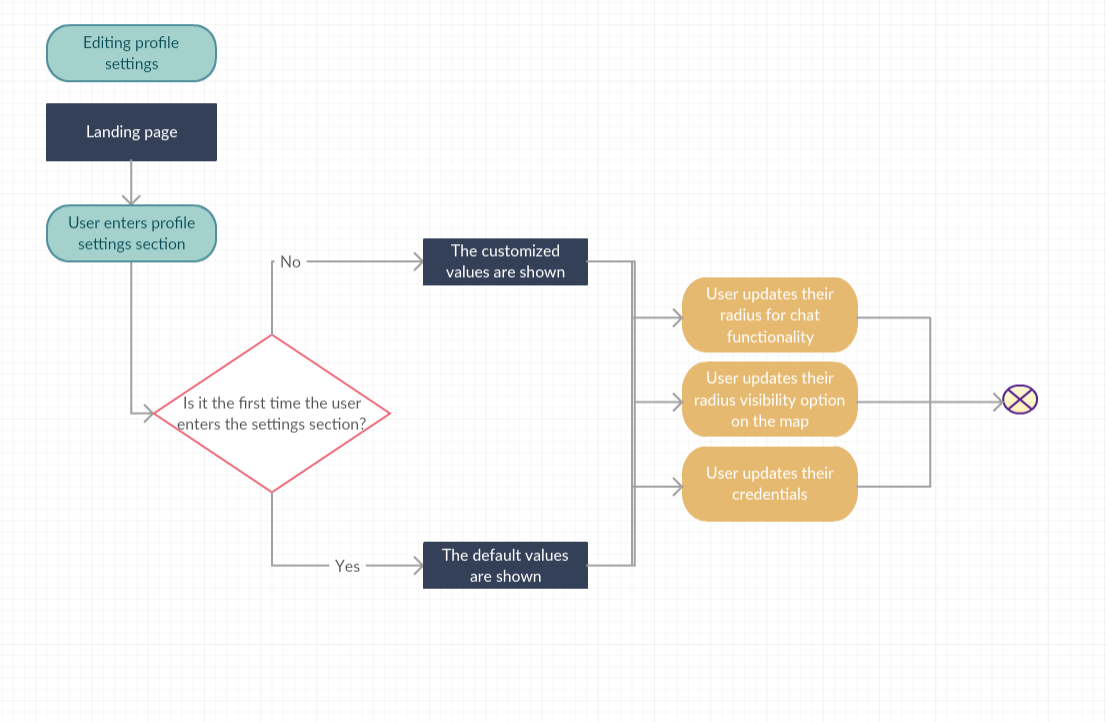 Editing profile
settings
Landing page
User enters profile
settings section
No
The customized
values are shown
User updates their
radius for chat
functionality
User updates their
radius visibility option
on the map
Is it the first time the user
enters the settings section?
User updates their
credentials
Yes
The default values
are shown